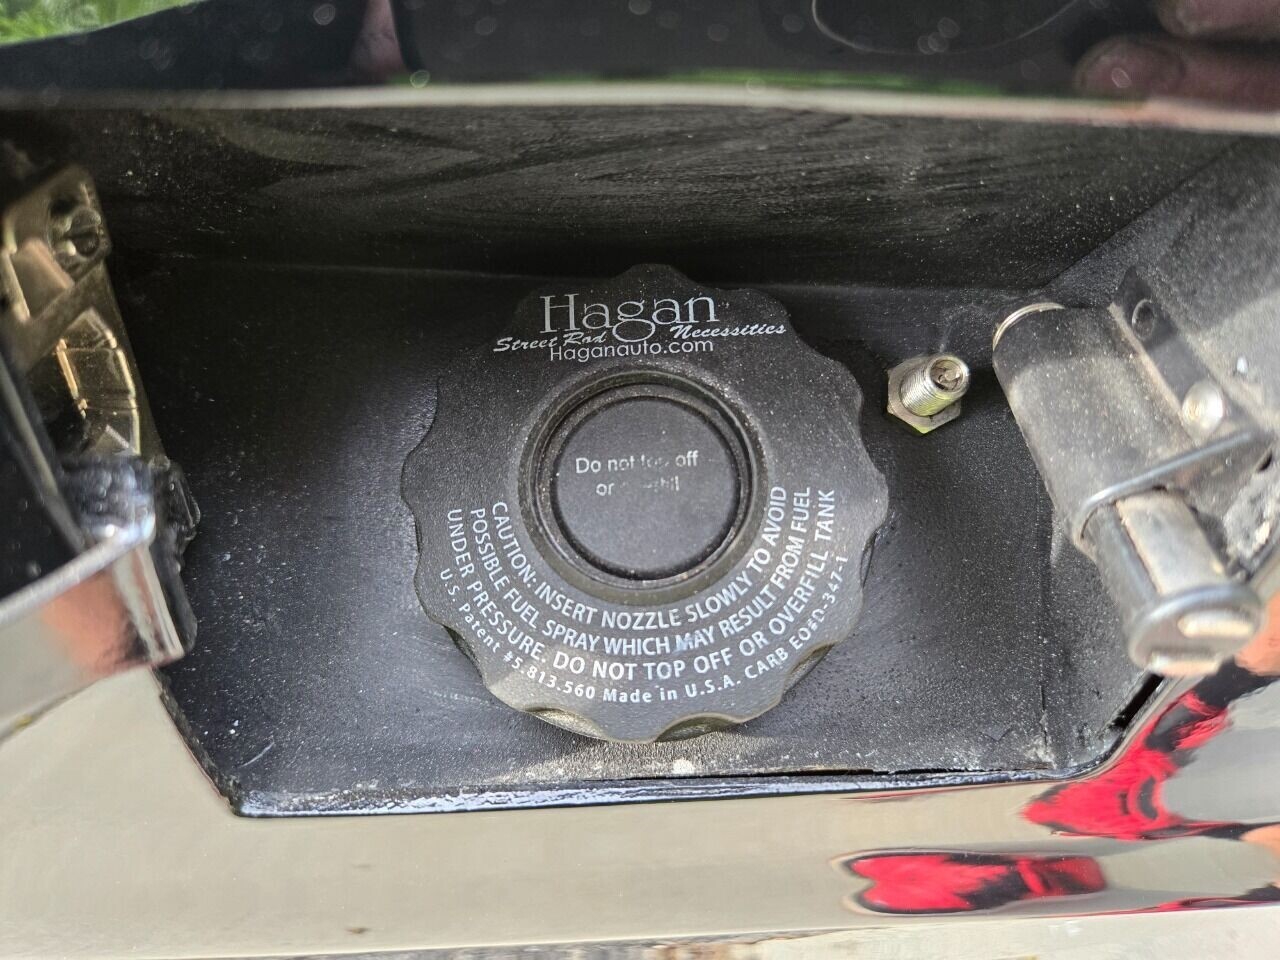 Hagan
Street Rod Necessities
Haganauto.com
Do not top off
or
CAUTION: INSERT NOZZLE SLOWLY TO AVOID
POSSIBLE FUEL SPRAY WHICH MAY RESULT FROM FUEL
UNDER PRESSURE. DO NOT TOP OFF OR OVERFILL TANK
U.S. Patent #5.813.560 Made in U.S.A. CARB EO#D-347-1